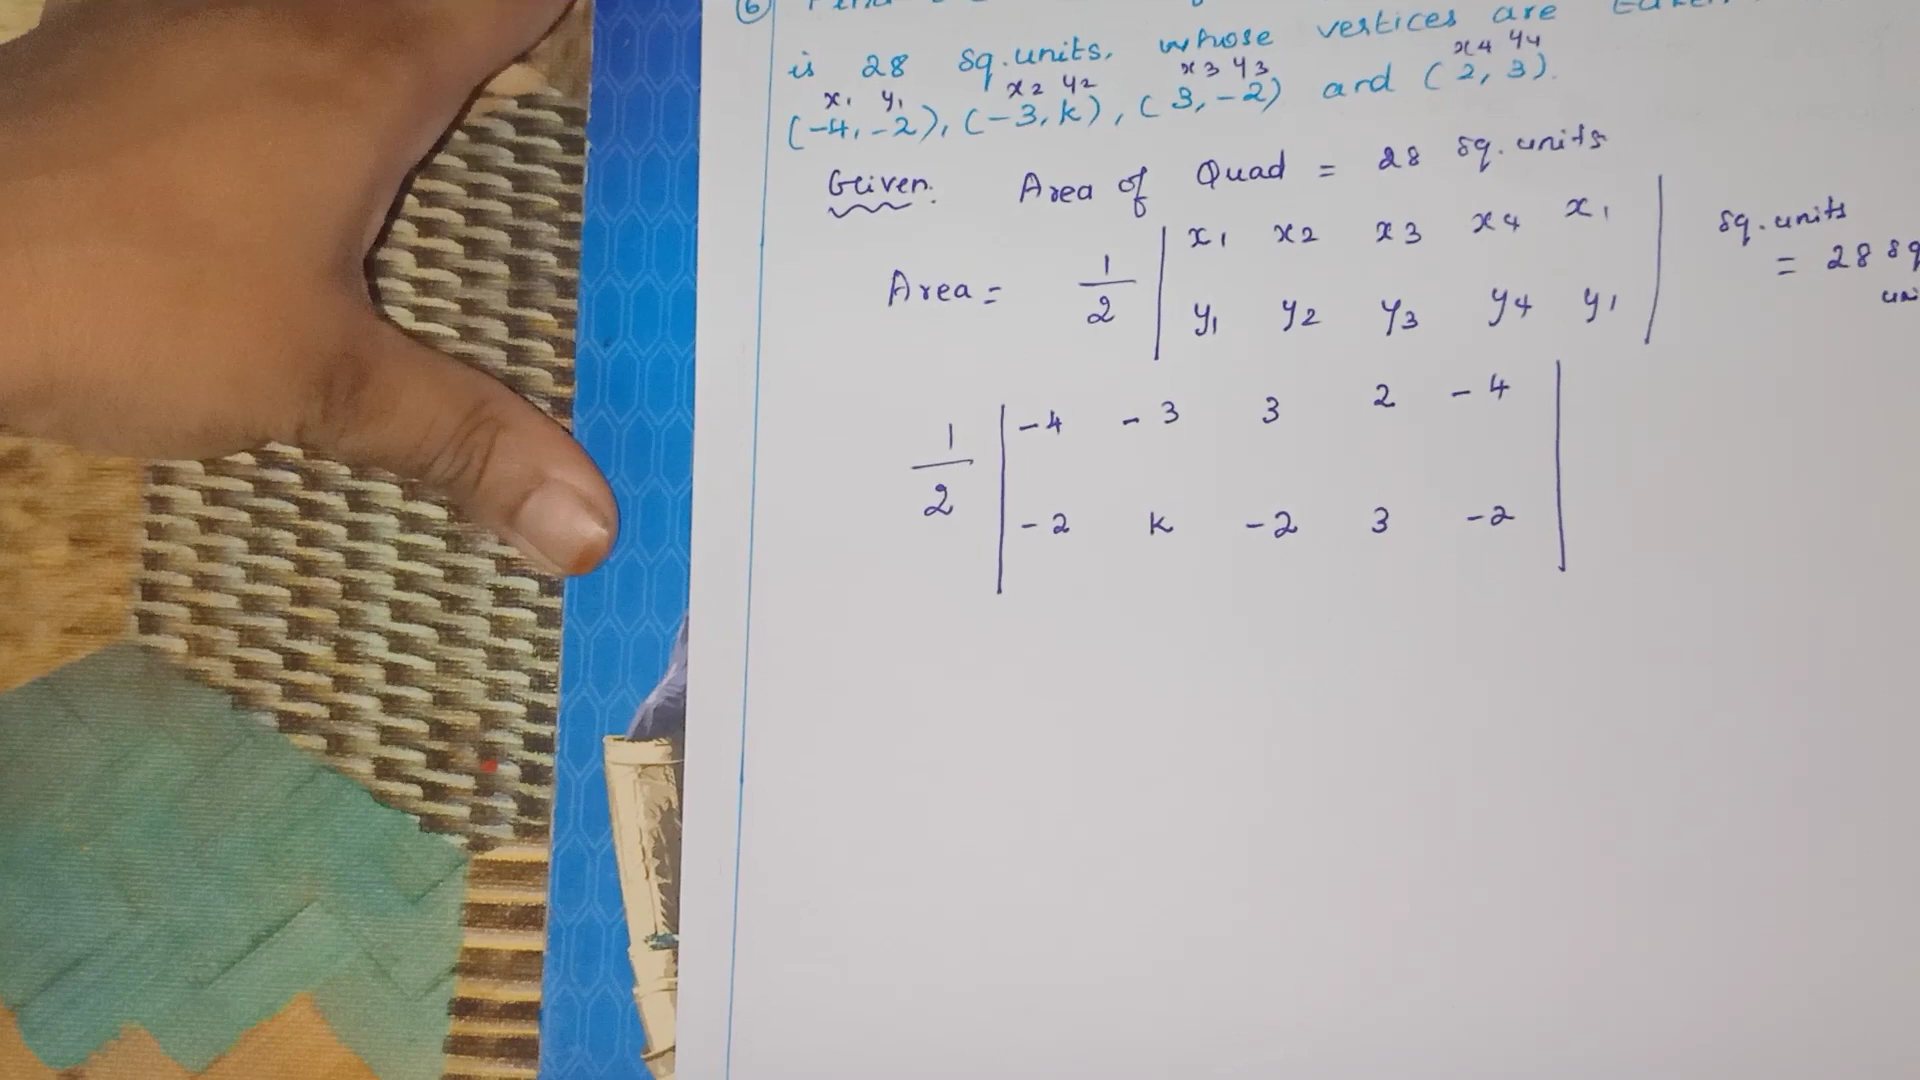 6
is 28 sq.units, whose vertices are
x1 y1 x2 y2 x3 y3 x4 y4
(-4,-2), (-3,k), (3,-2) and (2,3).
Given. Area of Quad = 28 sq.units
Area = 1/2 | x1 x2 x3 x4 x1 | sq.units
y1 y2 y3 y4 y1 = 28 sq
1/2 | -4 -3 3 2 -4 |
-2 k -2 3 -2